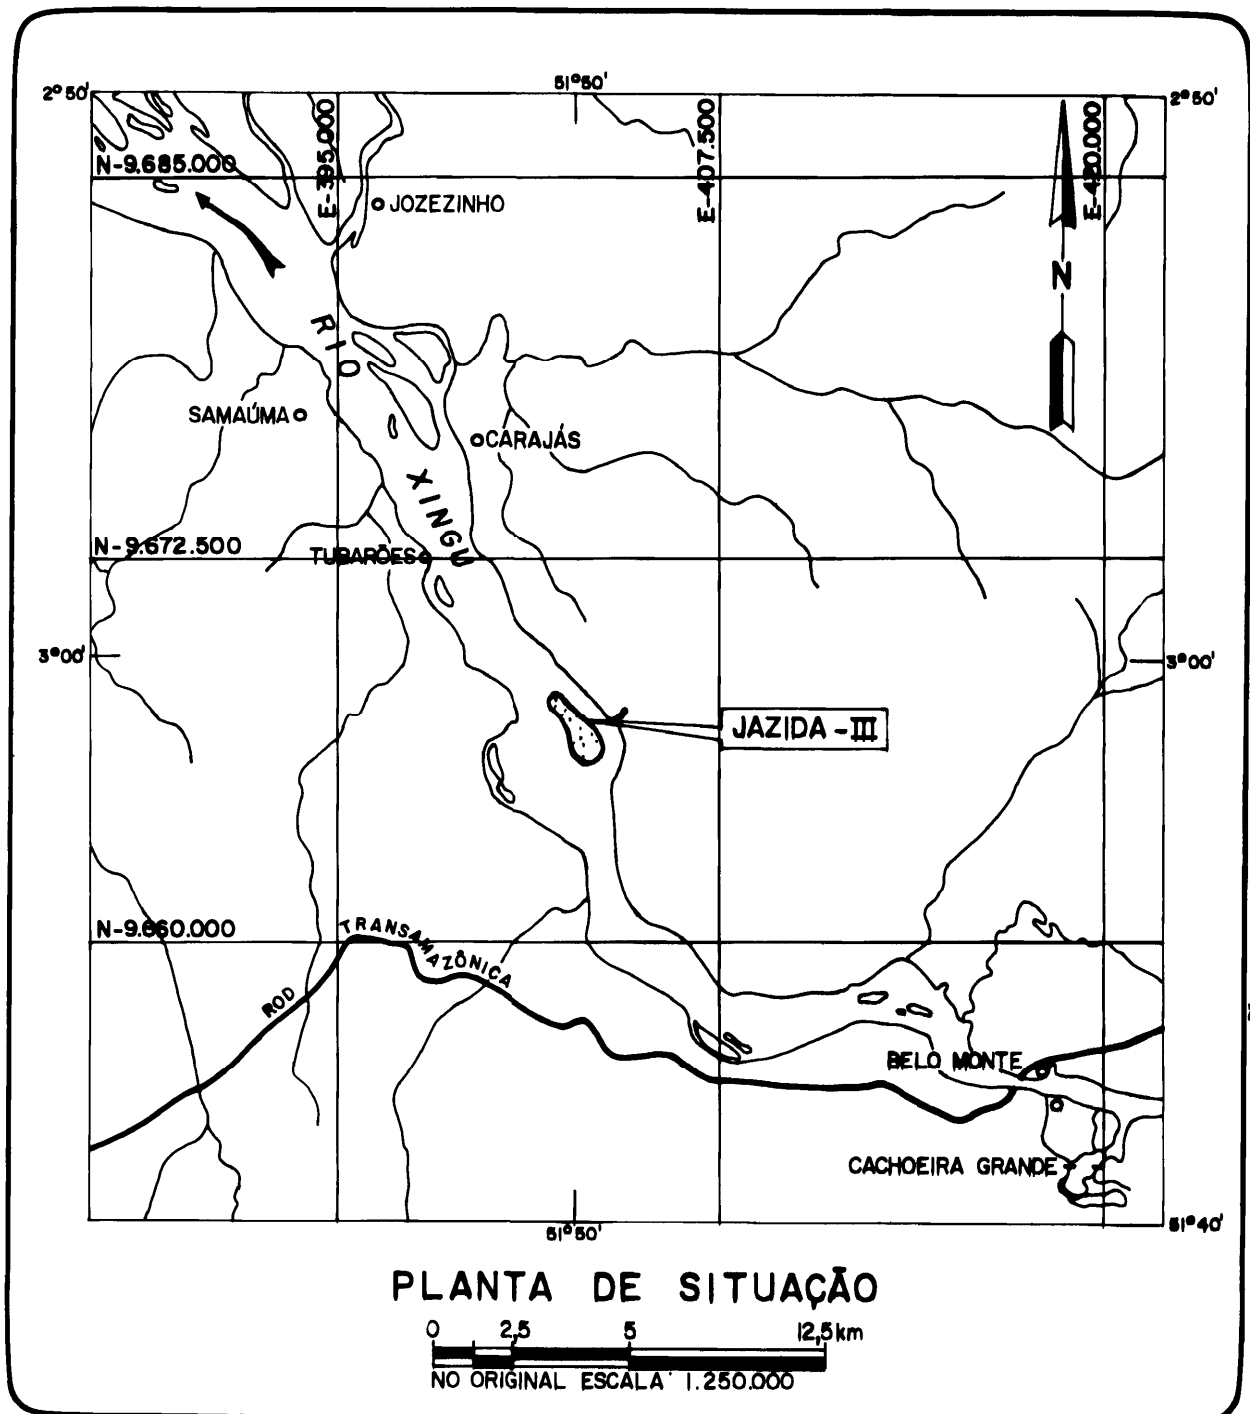 51°50'
2°50'
2°50'
E-395.000
E-407.500
E-420.000
N-9.685.000
JOZEZINHO
N
RIO
SAMAÚMA
CARAJÁS
XINGU
N-9.672.500
TUBARÕES
3°00'
3°00'
JAZIDA-III
N-9.660.000
ROD TRANSAMAZÔNICA
BELO MONTE
CACHOEIRA GRANDE
51°50'
51°40'
PLANTA DE SITUAÇÃO
0 2,5 5 12,5km
NO ORIGINAL ESCALA 1.250.000